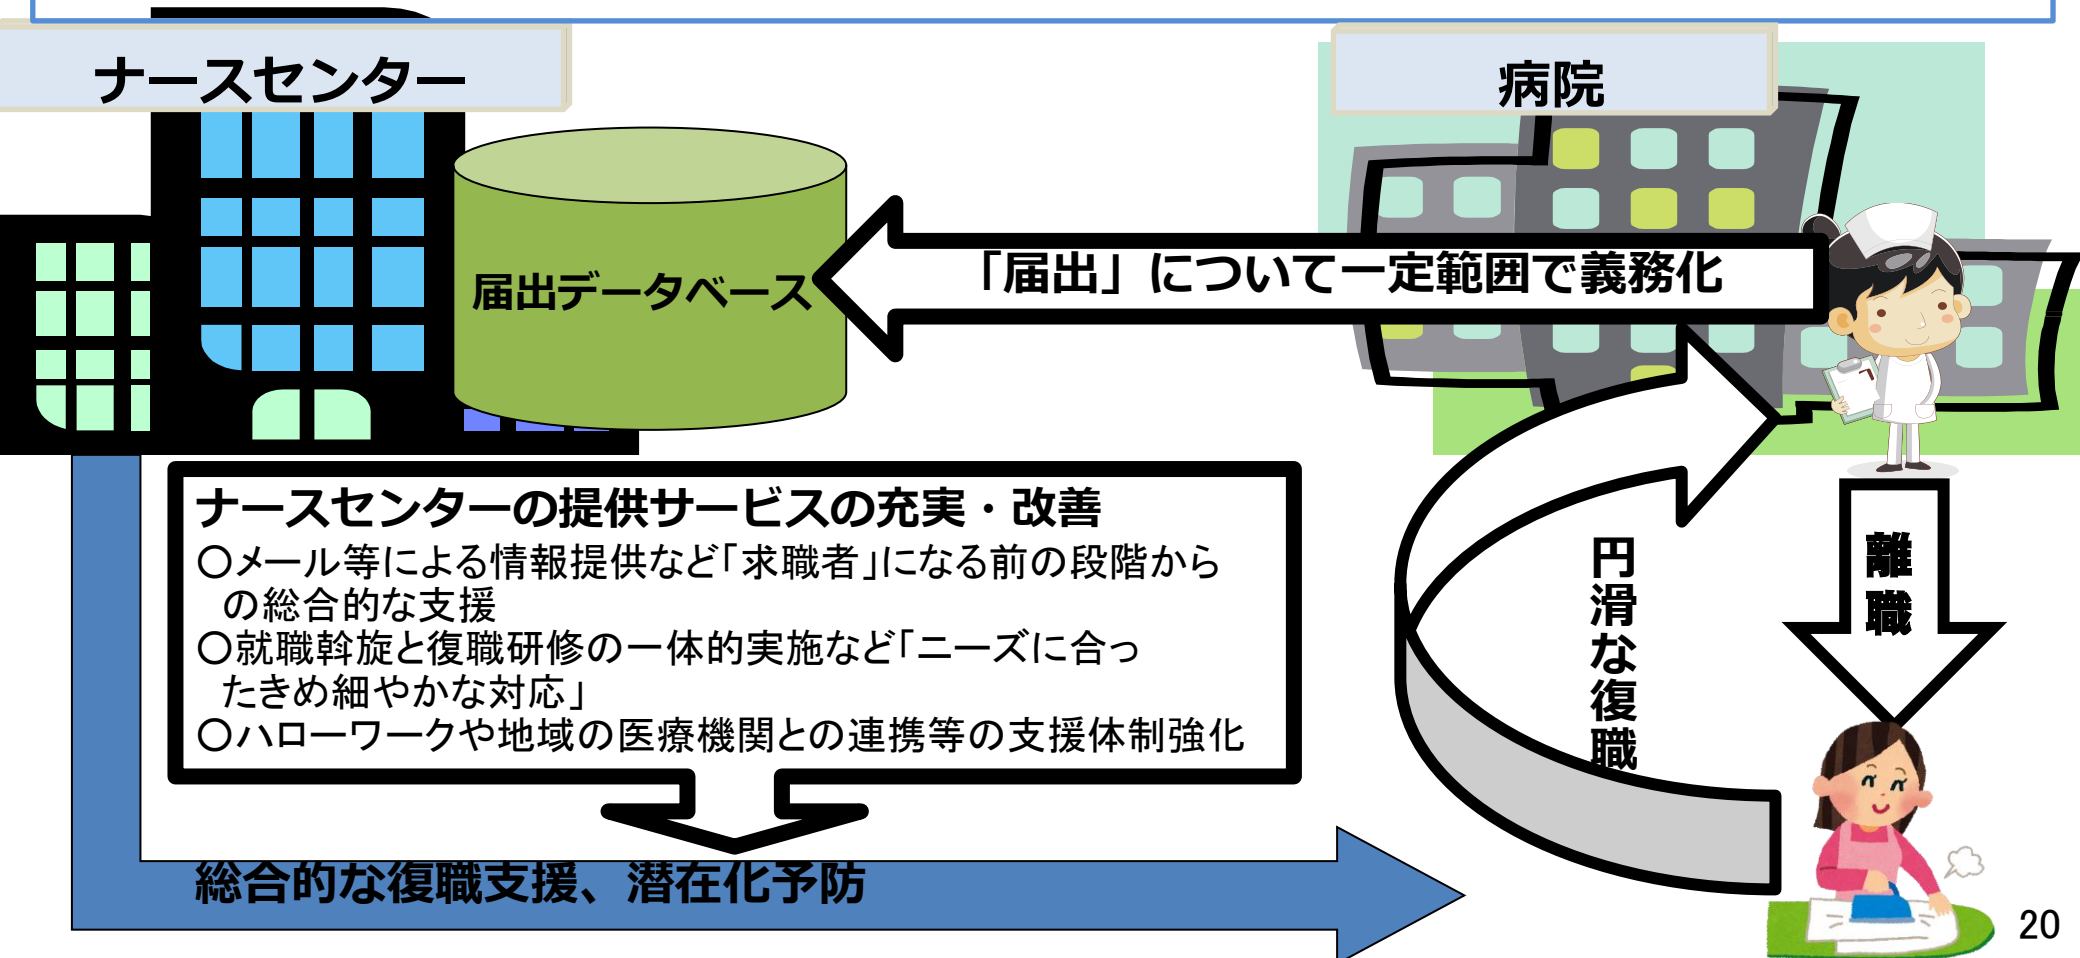 ナースセンター
病院
届出データベース
「届出」について一定範囲で義務化
ナースセンターの提供サービスの充実・改善
○メール等による情報提供など「求職者」になる前の段階から
の総合的な支援
○就職斡旋と復職研修の一体的実施など「ニーズに合っ
たきめ細やかな対応」
○ハローワークや地域の医療機関との連携等の支援体制強化
円滑な復職
離職
総合的な復職支援、潜在化予防
20